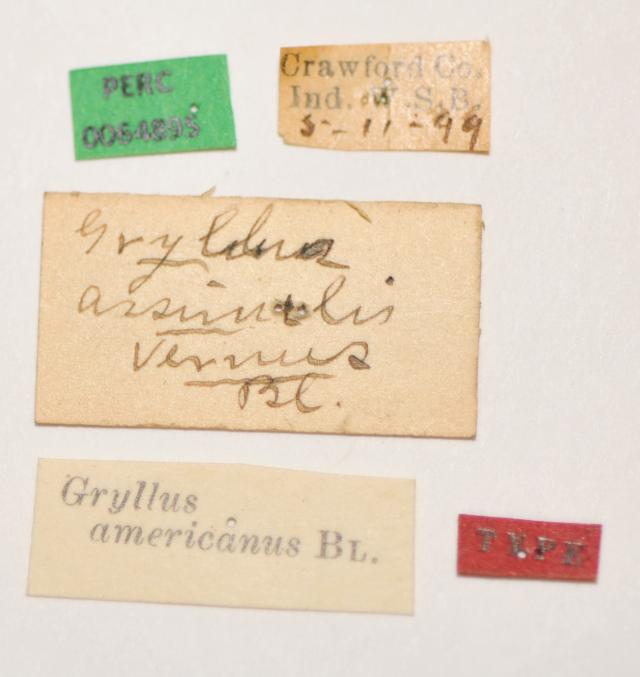 PERC
0064895
Crawford Co.
Ind. W.S.B.
5-11-99
Gryllus
assimilis
vernus
Bl.
Gryllus
americanus BL.
TYPE